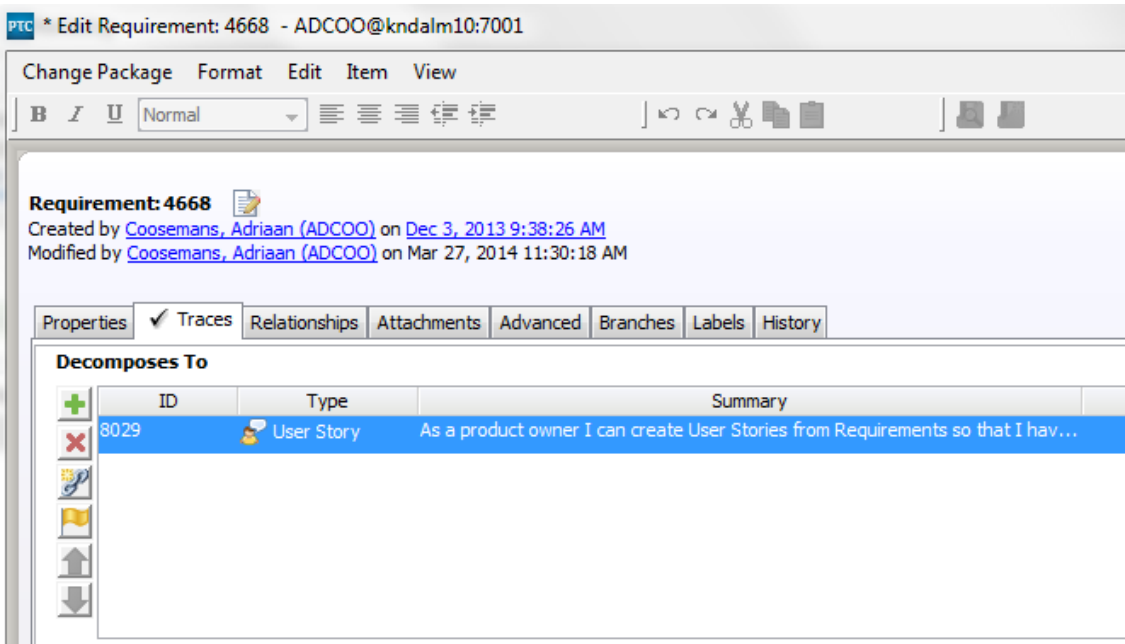 PTC * Edit Requirement: 4668 - ADCOO@kndalm10:7001
Change Package Format Edit Item View
B I U Normal
Requirement: 4668
Created by Coosemans, Adriaan (ADCOO) on Dec 3, 2013 9:38:26 AM
Modified by Coosemans, Adriaan (ADCOO) on Mar 27, 2014 11:30:18 AM
Properties Traces Relationships Attachments Advanced Branches Labels History
Decomposes To
ID Type Summary
8029 User Story As a product owner I can create User Stories from Requirements so that I hav...